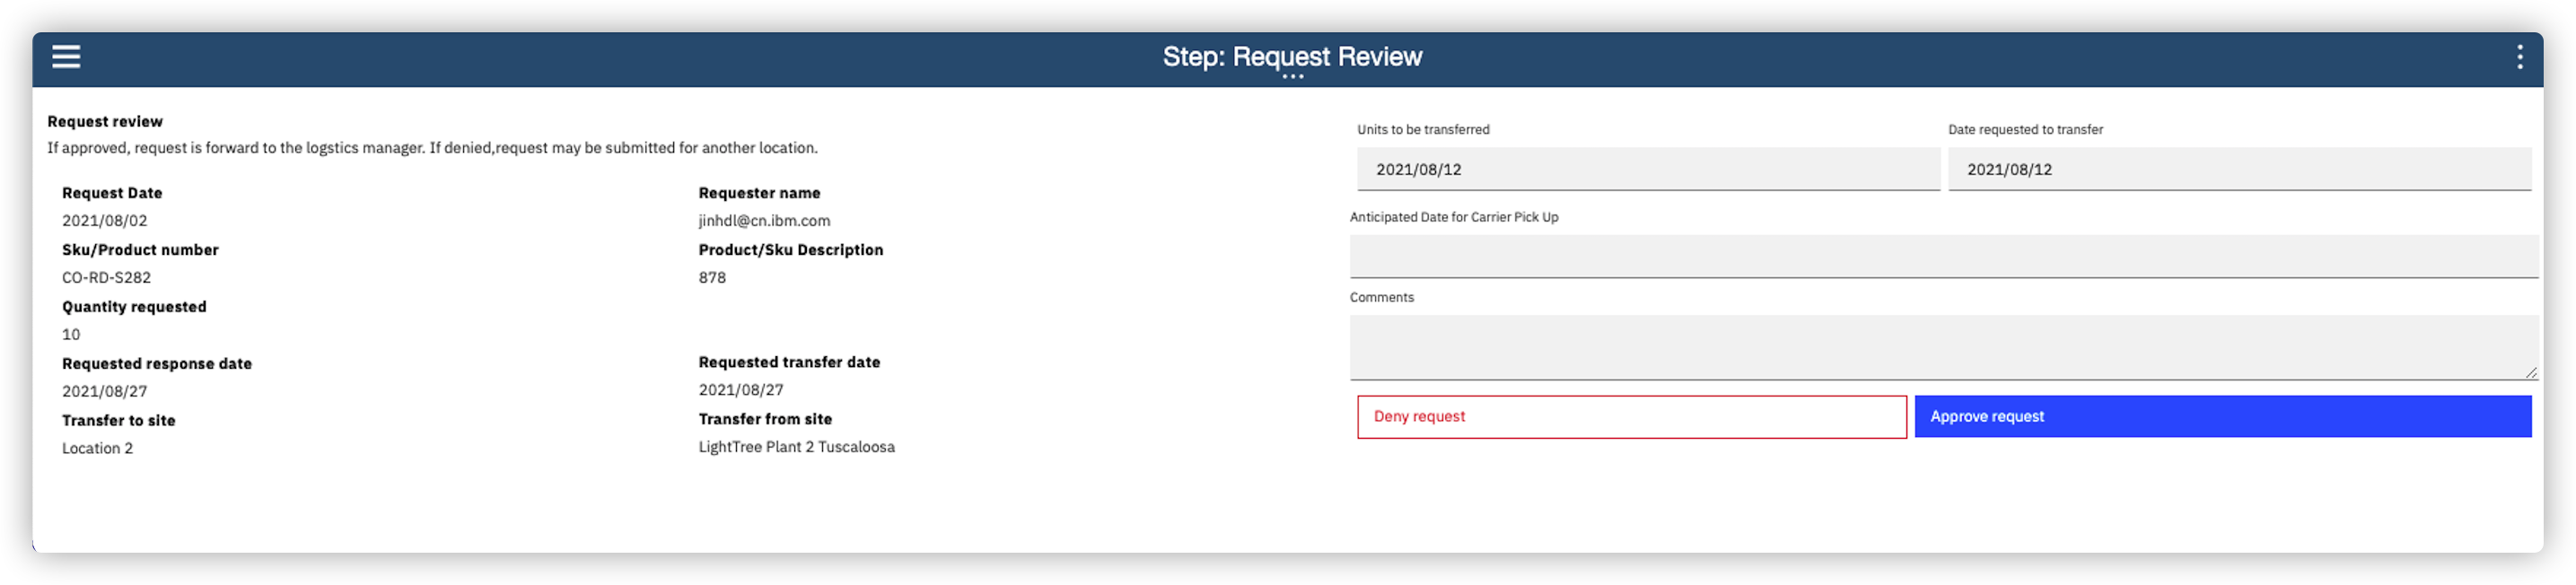 Step: Request Review
Request review
If approved, request is forward to the logstics manager. If denied,request may be submitted for another location.
Request Date
2021/08/02
Requester name
jinhdl@cn.ibm.com
Sku/Product number
CO-RD-S282
Product/Sku Description
878
Quantity requested
10
Requested response date
2021/08/27
Requested transfer date
2021/08/27
Transfer to site
Location 2
Transfer from site
LightTree Plant 2 Tuscaloosa
Units to be transferred
2021/08/12
Date requested to transfer
2021/08/12
Anticipated Date for Carrier Pick Up
Comments
Deny request
Approve request